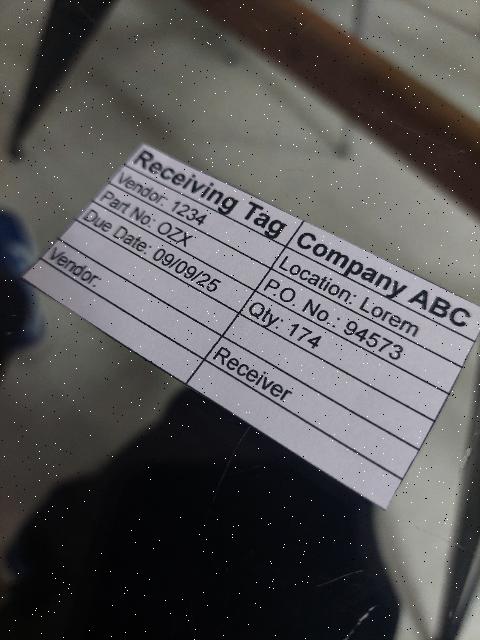 Receiving Tag Company ABC
Vendor: 1234 Location: Lorem
Part No: OZX P.O. No.: 94573
Due Date: 09/09/25 Qty: 174
Vendor: Receiver